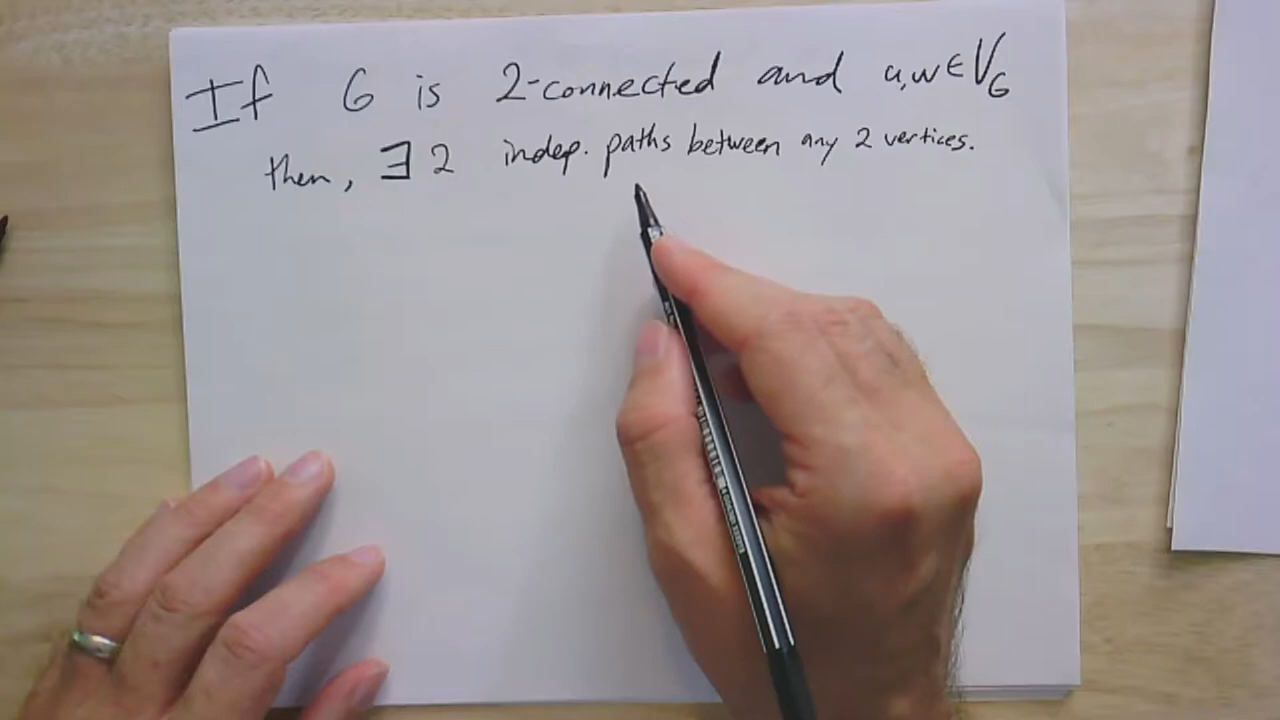 If G is 2-connected and u,w∈V_G
then, ∃ 2 indep. paths between any 2 vertices.